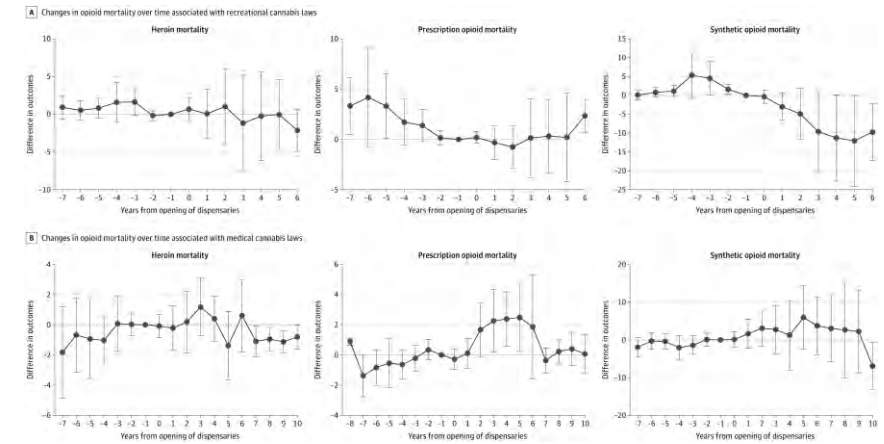 A Changes in opioid mortality over time associated with recreational cannabis laws
Heroin mortality
10
5
0
-5
-10
Difference in outcomes
-7 -6 -5 -4 -3 -2 -1 0 1 2 3 4 5 6
Years from opening of dispensaries
Prescription opioid mortality
10
5
0
-5
Difference in outcomes
-7 -6 -5 -4 -3 -2 -1 0 1 2 3 4 5 6
Years from opening of dispensaries
Synthetic opioid mortality
15
10
5
0
-5
-10
-15
-20
-25
Difference in outcomes
-7 -6 -5 -4 -3 -2 -1 0 1 2 3 4 5 6
Years from opening of dispensaries
B Changes in opioid mortality over time associated with medical cannabis laws
Heroin mortality
4
2
0
-2
-4
-6
Difference in outcomes
-7 -6 -5 -4 -3 -2 -1 0 1 2 3 4 5 6 7 8 9 10
Years from opening of dispensaries
Prescription opioid mortality
6
4
2
0
-2
-4
Difference in outcomes
-8 -7 -6 -5 -4 -3 -2 -1 0 1 2 3 4 5 6 7 8 9 10
Years from opening of dispensaries
Synthetic opioid mortality
20
10
0
-10
-20
Difference in outcomes
-7 -6 -5 -4 -3 -2 -1 0 1 2 3 4 5 6 7 8 9 10
Years from opening of dispensaries